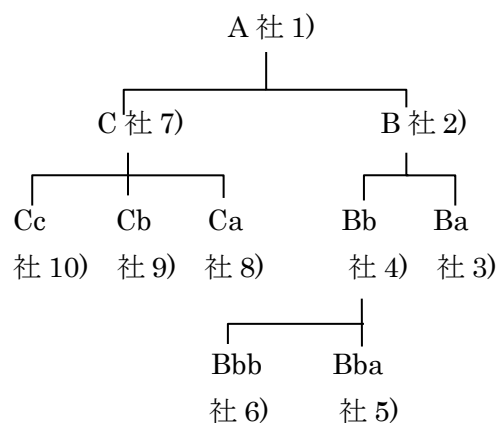 A 社 1)
C 社 7) B 社 2)
Cc Cb Ca Bb Ba
社 10) 社 9) 社 8) 社 4) 社 3)
Bbb Bba
社 6) 社 5)